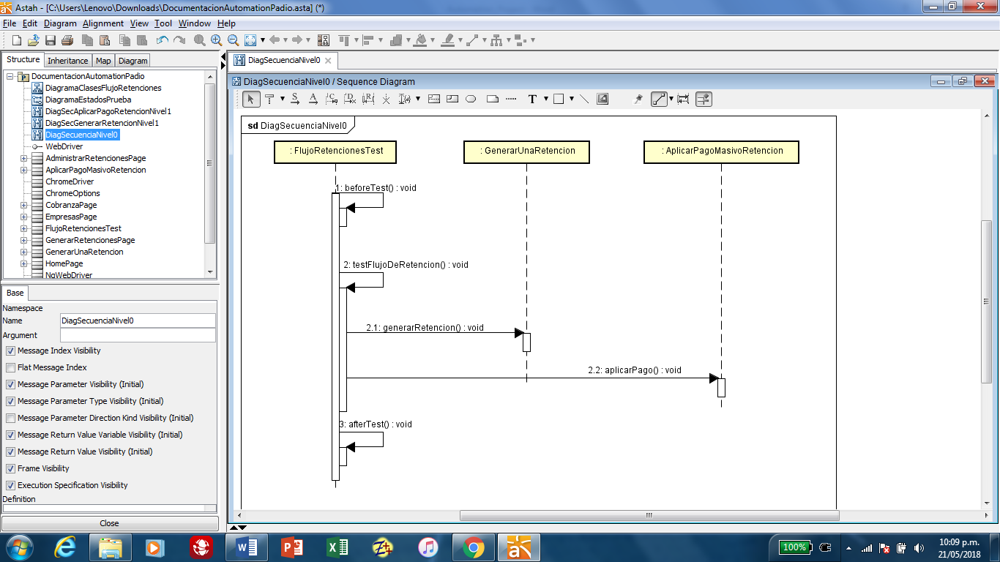 Astah - [C:\Users\Lenovo\Downloads\DocumentacionAutomationPadio.asta] (*)
File Edit Diagram Alignment View Tool Window Help
Structure Inheritance Map Diagram
DocumentacionAutomationPadio
DiagramaClasesFlujoRetenciones
DiagramaEstadosPrueba
DiagSecAplicarPagoRetencionNivel1
DiagSecGenerarRetencionNivel1
DiagSecuenciaNivel0
WebDriver
AdministrarRetencionesPage
AplicarPagoMasivoRetencion
ChromeDriver
ChromeOptions
CobranzaPage
EmpresasPage
FlujoRetencionesTest
GenerarRetencionesPage
GenerarUnaRetencion
HomePage
NgWebDriver
Base
Namespace
Name DiagSecuenciaNivel0
Argument
Message Index Visibility
Flat Message Index
Message Parameter Visibility (Initial)
Message Parameter Type Visibility (Initial)
Message Parameter Direction Kind Visibility (Initial)
Message Return Value Variable Visibility (Initial)
Message Return Value Visibility (Initial)
Frame Visibility
Execution Specification Visibility
Definition
Close
DiagSecuenciaNivel0
DiagSecuenciaNivel0 / Sequence Diagram
T
sd DiagSecuenciaNivel0
: FlujoRetencionesTest
: GenerarUnaRetencion
: AplicarPagoMasivoRetencion
1: beforeTest() : void
2: testFlujoDeRetencion() : void
2.1: generarRetencion() : void
2.2: aplicarPago() : void
3: afterTest() : void
100%
10:09 p.m.
21/05/2018